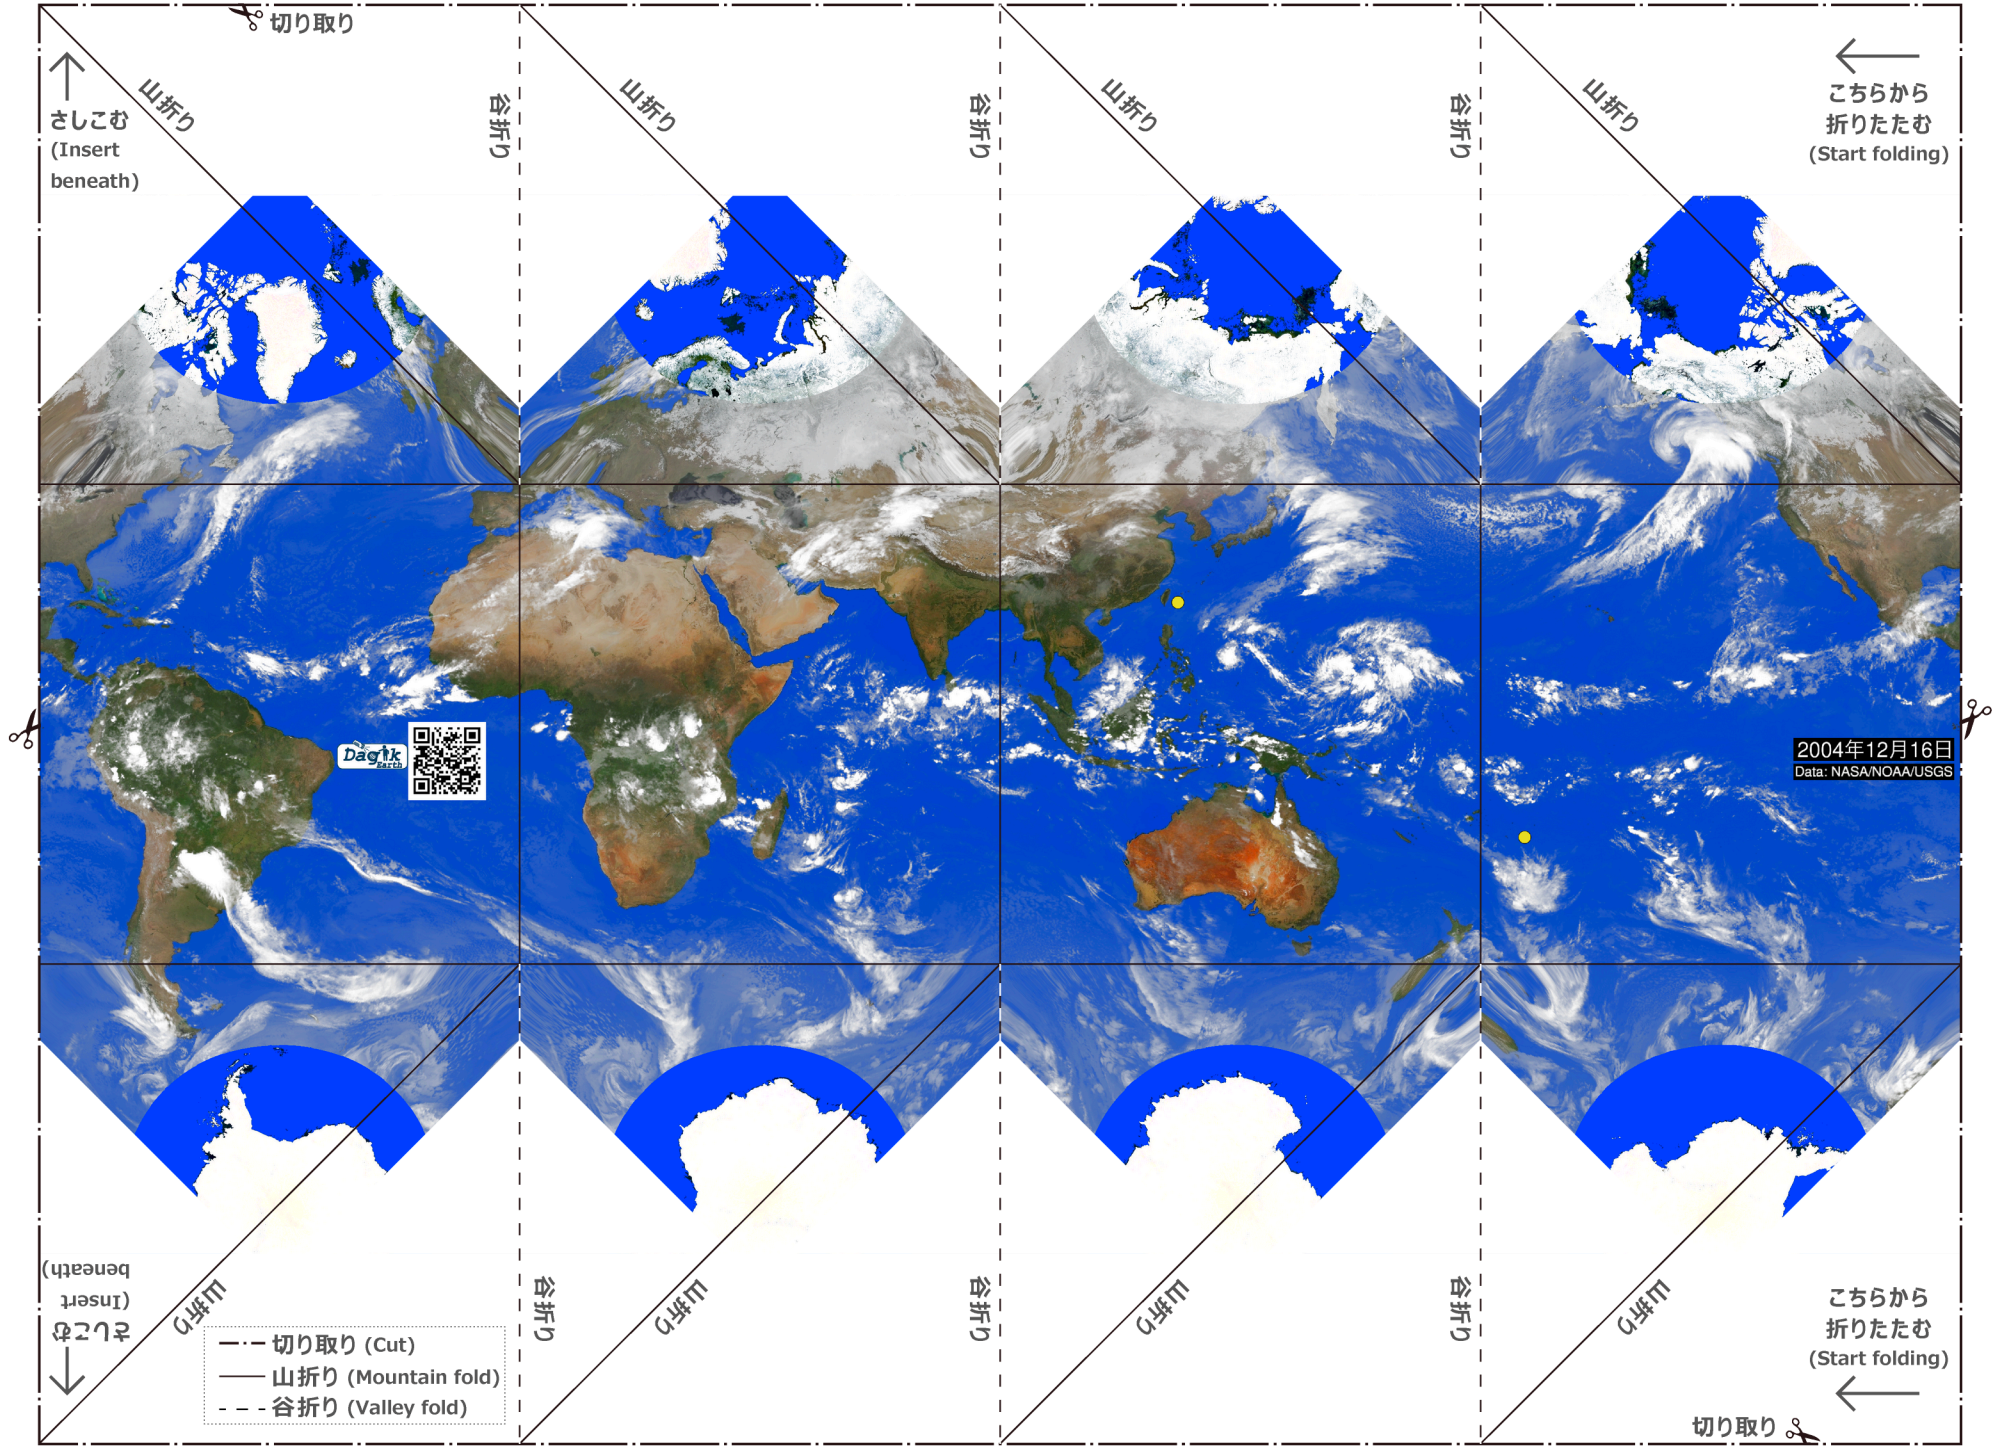 切り取り
山折り
山折り
山折り
山折り
谷折り
谷折り
谷折り
さしこむ
(Insert
beneath)
こちらから
折りたたむ
(Start folding)
Dagik
Earth
2004年12月16日
Data: NASA/NOAA/USGS
さしこむ
(Insert
beneath)
山折り
山折り
山折り
山折り
谷折り
谷折り
谷折り
こちらから
折りたたむ
(Start folding)
切り取り (Cut)
山折り (Mountain fold)
谷折り (Valley fold)
切り取り